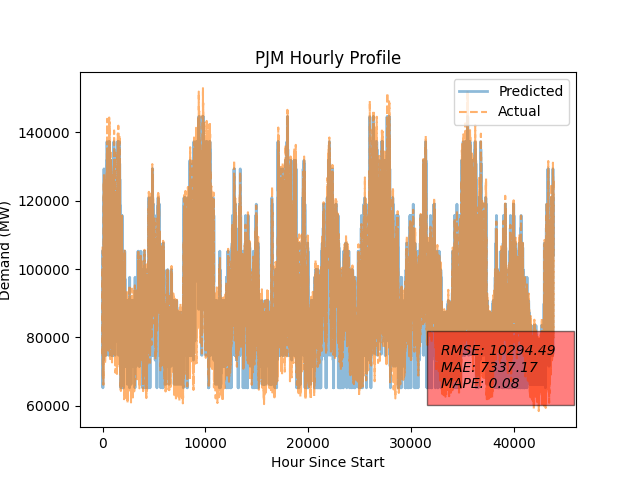 PJM Hourly Profile
Predicted
Actual
140000
120000
100000
80000
60000
Demand (MW)
RMSE: 10294.49
MAE: 7337.17
MAPE: 0.08
0
10000
20000
30000
40000
Hour Since Start